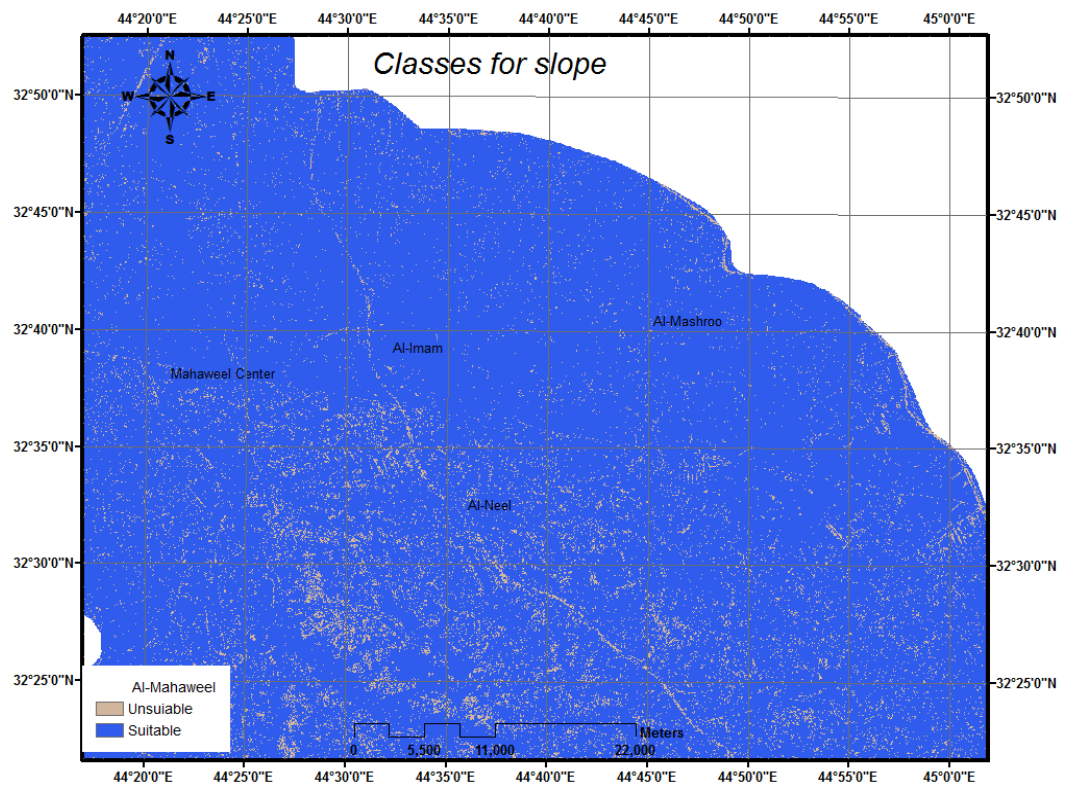 44°20'0"E 44°25'0"E 44°30'0"E 44°35'0"E 44°40'0"E 44°45'0"E 44°50'0"E 44°55'0"E 45°0'0"E
Classes for slope
N
W E
S
32°50'0"N 32°50'0"N
32°45'0"N 32°45'0"N
32°40'0"N 32°40'0"N
Al-Mashroo
Al-Imam
Mahaweel Center
32°35'0"N 32°35'0"N
Al-Neel
32°30'0"N 32°30'0"N
32°25'0"N 32°25'0"N
Al-Mahaweel
Unsuiable
Suitable
Meters
0 5,500 11,000 22,000
44°20'0"E 44°25'0"E 44°30'0"E 44°35'0"E 44°40'0"E 44°45'0"E 44°50'0"E 44°55'0"E 45°0'0"E